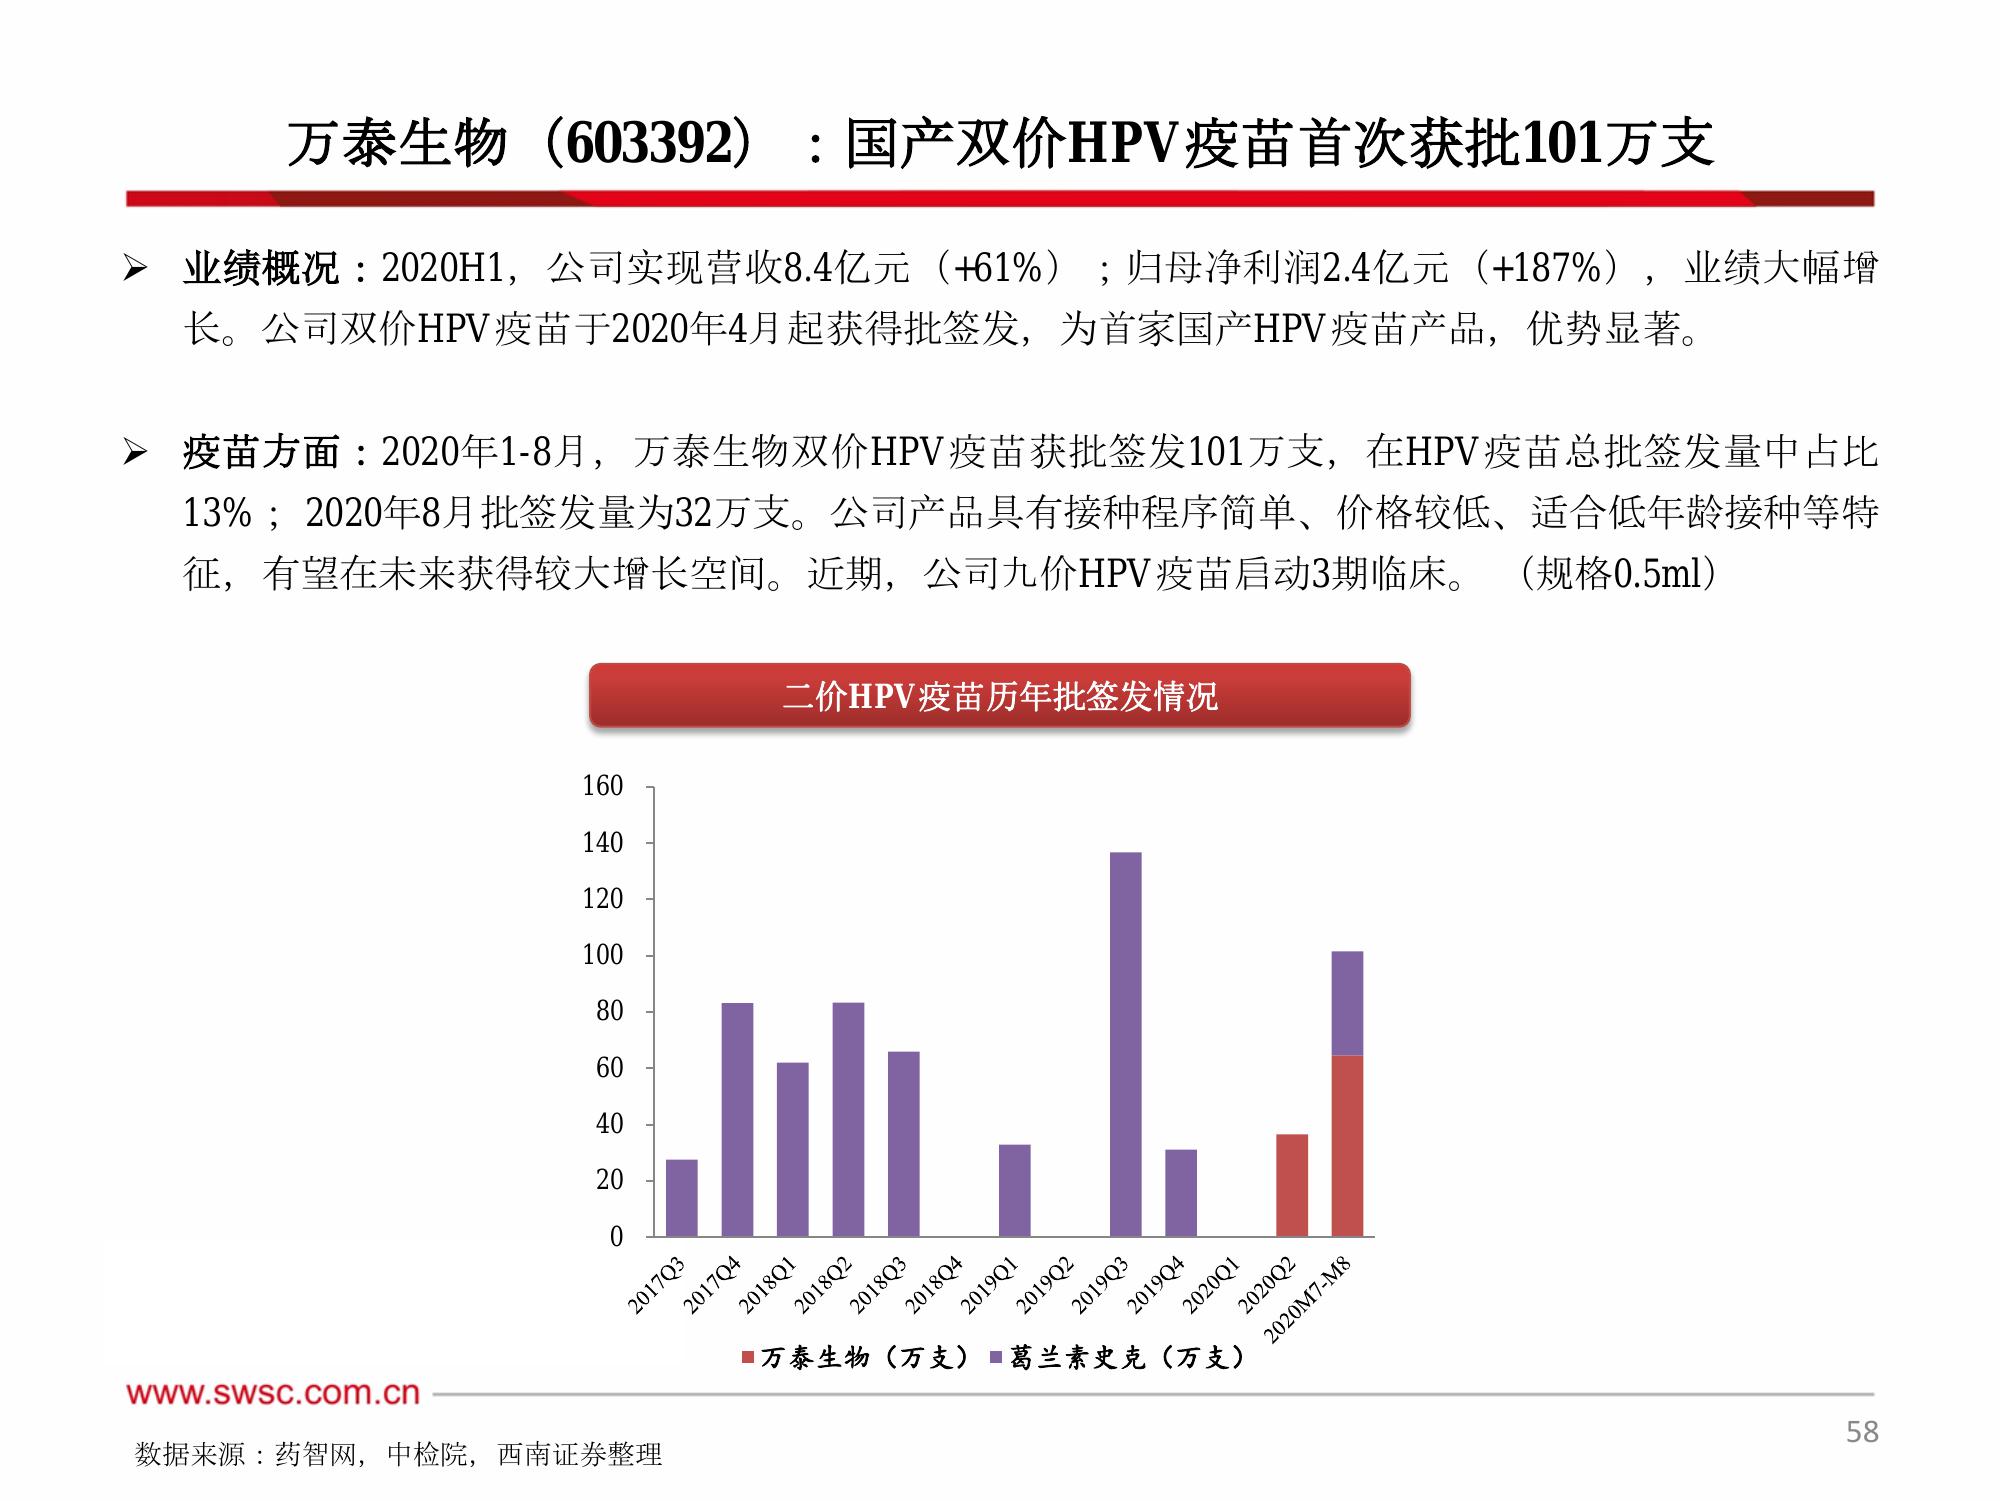 万泰生物（603392）：国产双价HPV疫苗首次获批101万支
➢ 业绩概况：2020H1，公司实现营收8.4亿元（+61%）；归母净利润2.4亿元（+187%），业绩大幅增
长。公司双价HPV疫苗于2020年4月起获得批签发，为首家国产HPV疫苗产品，优势显著。
➢ 疫苗方面：2020年1-8月，万泰生物双价HPV疫苗获批签发101万支，在HPV疫苗总批签发量中占比
13%；2020年8月批签发量为32万支。公司产品具有接种程序简单、价格较低、适合低年龄接种等特
征，有望在未来获得较大增长空间。近期，公司九价HPV疫苗启动3期临床。（规格0.5ml）
二价HPV疫苗历年批签发情况
160
140
120
100
80
60
40
20
0
2017Q3 2017Q4 2018Q1 2018Q2 2018Q3 2018Q4 2019Q1 2019Q2 2019Q3 2019Q4 2020Q1 2020Q2 2020M7-M8
万泰生物（万支） 葛兰素史克（万支）
www.swsc.com.cn
58
数据来源：药智网，中检院，西南证券整理